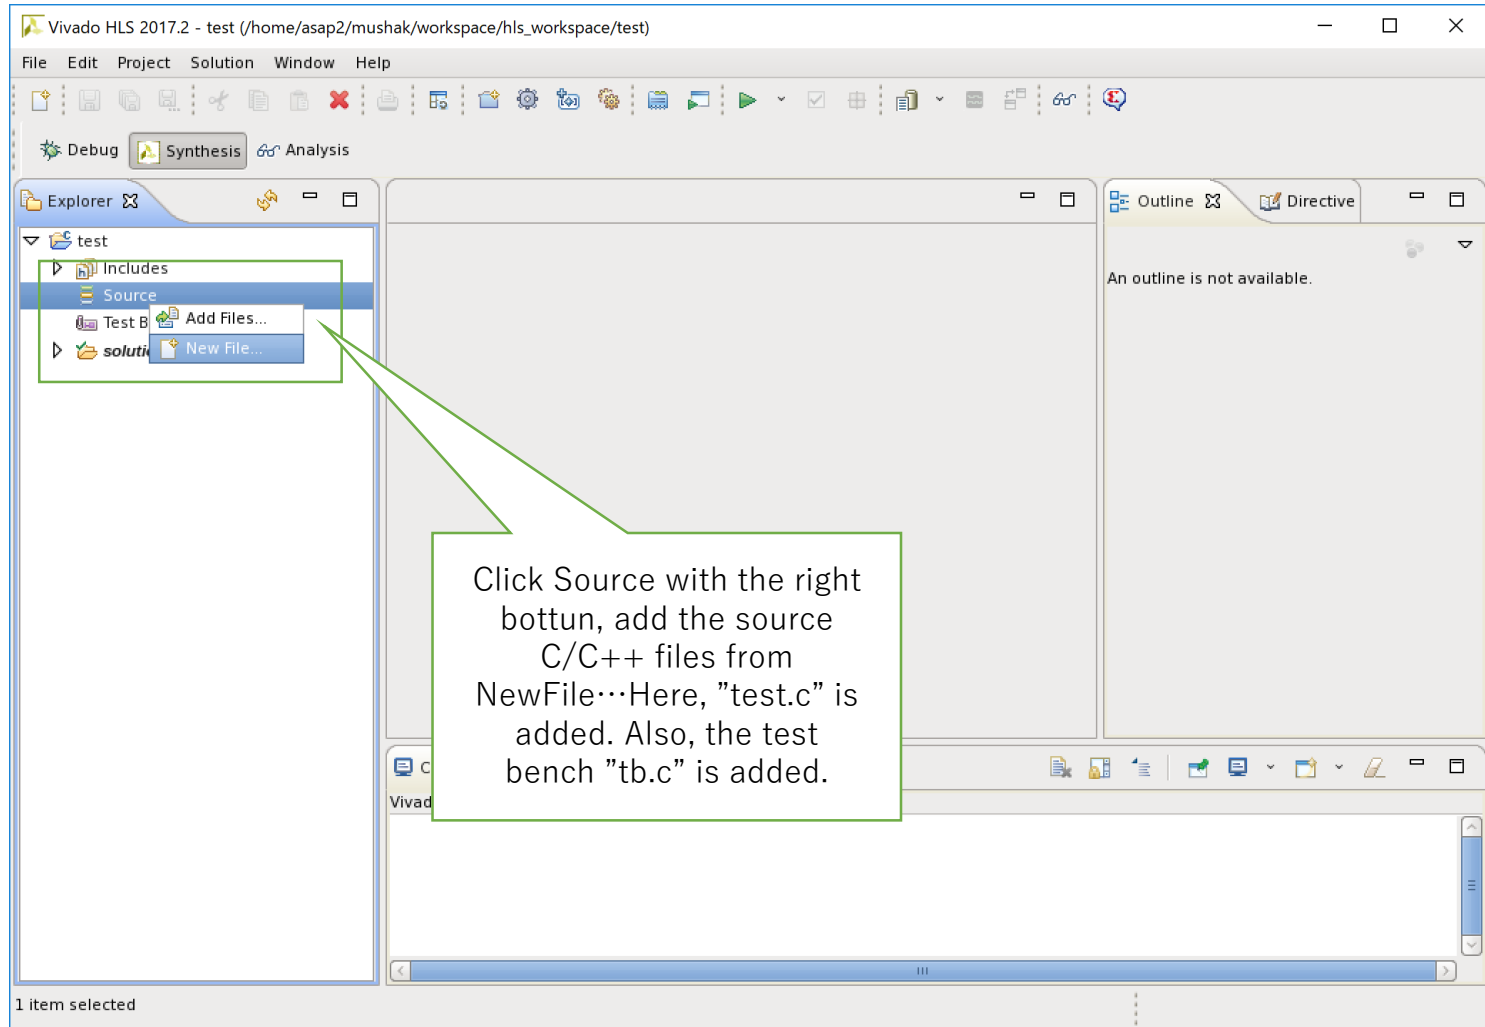 Vivado HLS 2017.2 - test (/home/asap2/mushak/workspace/hls_workspace/test)
File Edit Project Solution Window Help
Debug Synthesis Analysis
Explorer
Outline Directive
test
Includes
An outline is not available.
Source
Add Files...
Test B
New File...
soluti
Click Source with the right
bottun, add the source
C/C++ files from
NewFile…Here, ”test.c” is
added. Also, the test
bench ”tb.c” is added.
C
Vivad
1 item selected